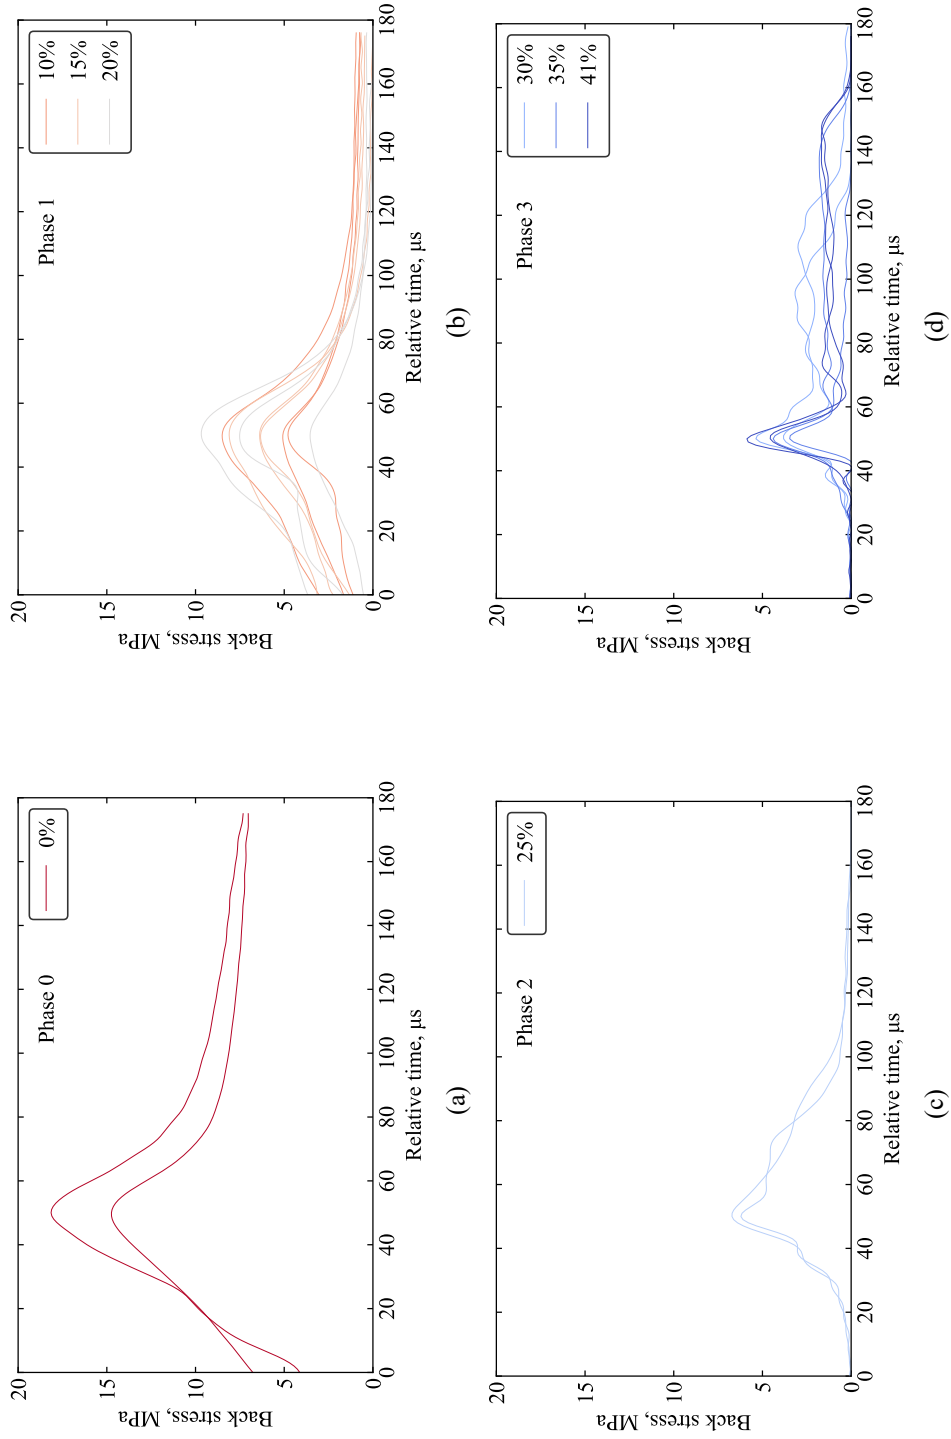 Phase 0
0%
Back stress, MPa
20
15
10
5
0
0 20 40 60 80 100 120 140 160 180
Relative time, μs
(a)
Phase 1
10%
15%
20%
Back stress, MPa
20
15
10
5
0
0 20 40 60 80 100 120 140 160 180
Relative time, μs
(b)
Phase 2
25%
Back stress, MPa
20
15
10
5
0
0 20 40 60 80 100 120 140 160 180
Relative time, μs
(c)
Phase 3
30%
35%
41%
Back stress, MPa
20
15
10
5
0
0 20 40 60 80 100 120 140 160 180
Relative time, μs
(d)